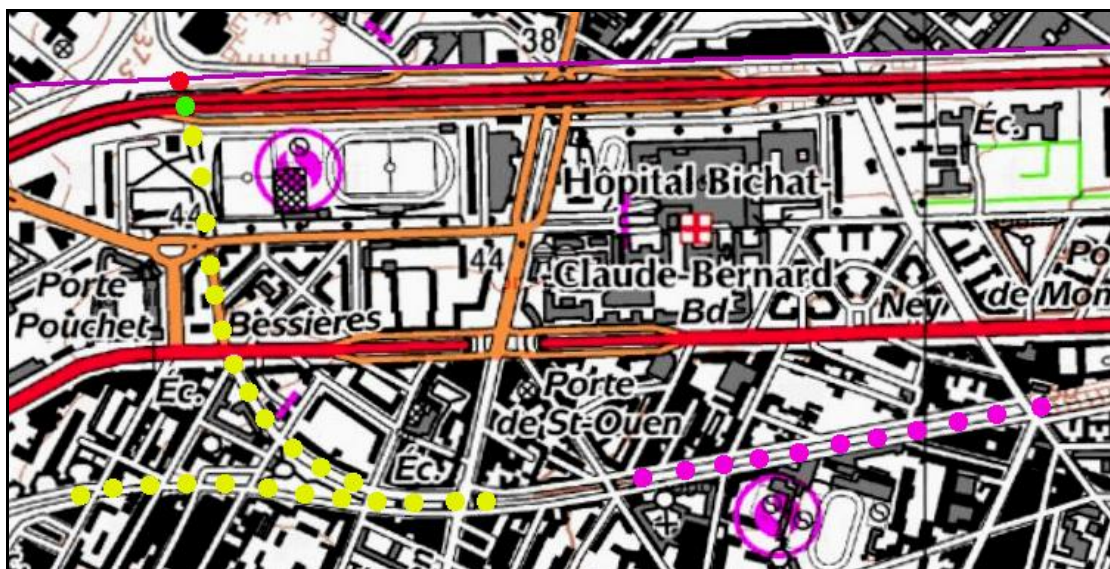 38
375
Éc.
Hôpital Bichat-
44
44
Claude-Bernard
Porte
Pouchet
Bessières
Bd
Ney
Po
de Mon
Éc.
Porte
de St-Ouen
Éc.